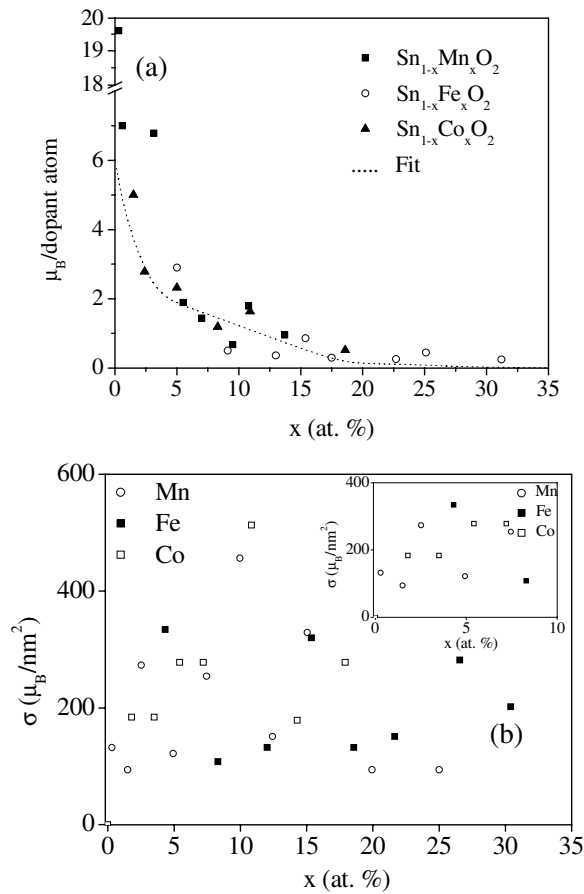 20
19
6
4
2
0
(a)
Sn1-xMnxO2
Sn1-xFexO2
Sn1-xCoxO2
Fit
μB/dopant atom
0 5 10 15 20 25 30 35
x (at. %)
600
400
200
0
Mn
Fe
Co
σ (μB/nm²)
400
200
0
Mn
Fe
Co
σ (μB/nm²)
0 5 10
x (at. %)
(b)
0 5 10 15 20 25 30 35
x (at. %)